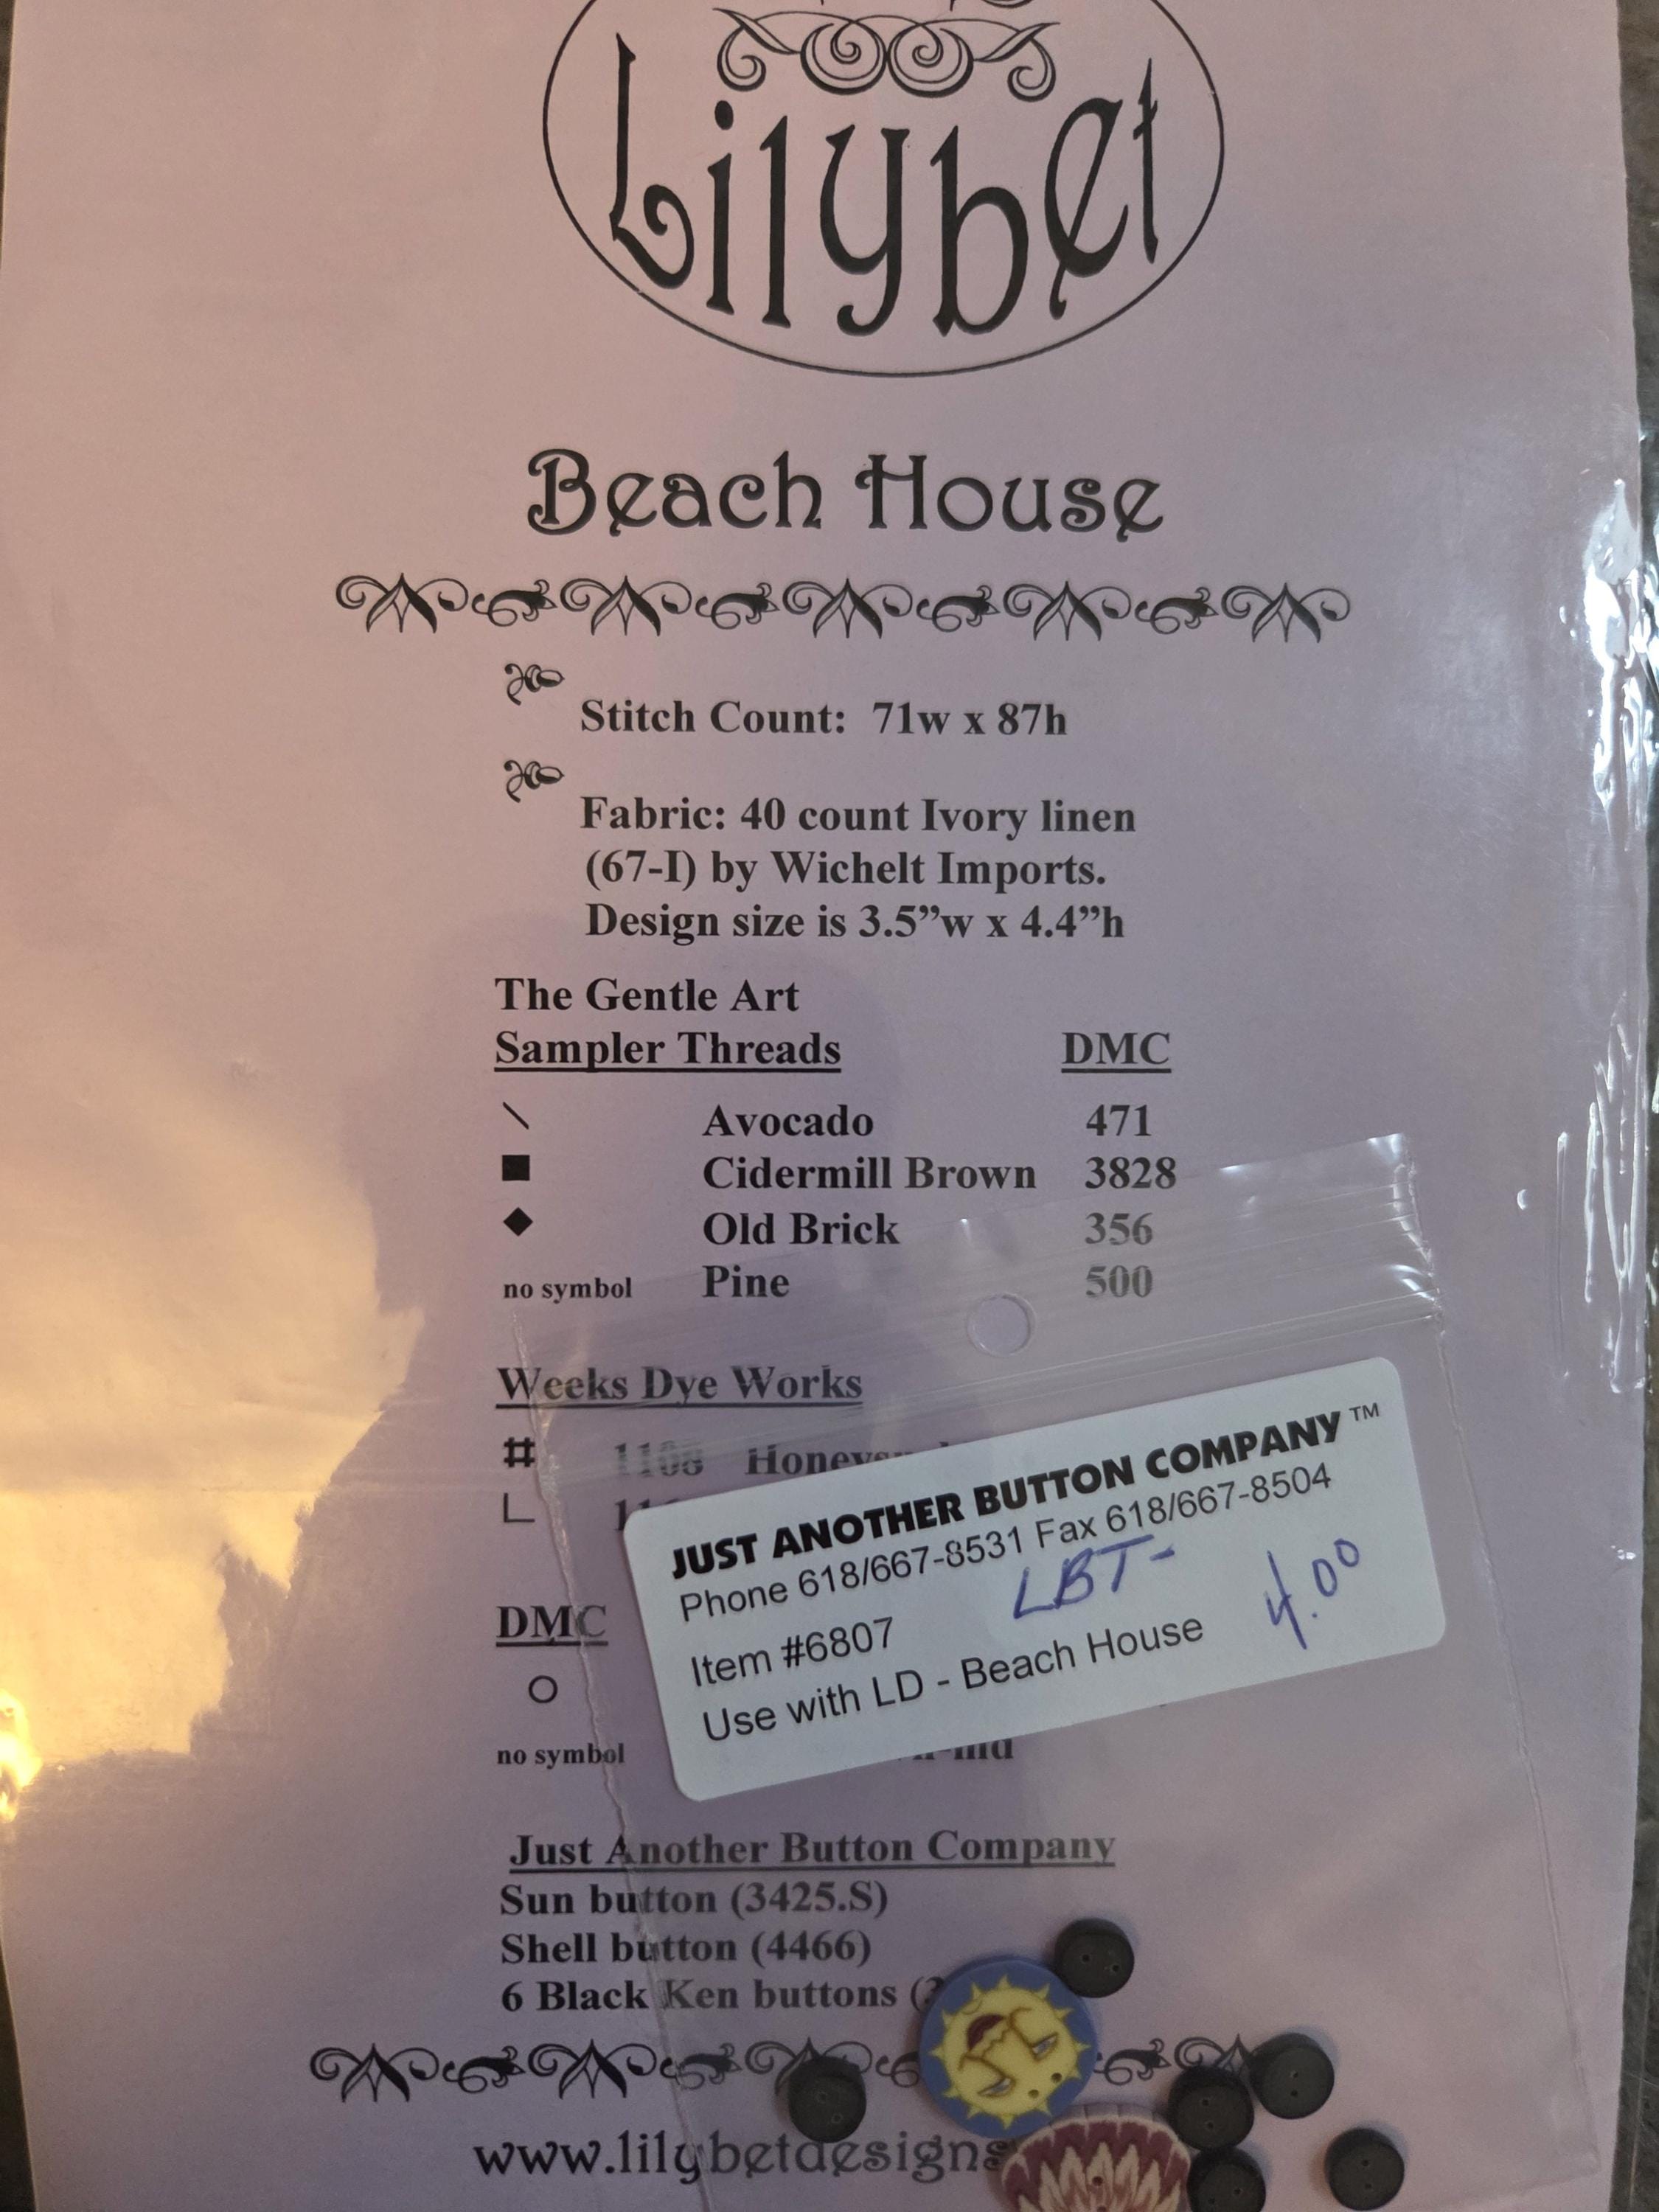 Lilybet
Beach House
Stitch Count: 71w x 87h
Fabric: 40 count Ivory linen
(67-I) by Wichelt Imports.
Design size is 3.5”w x 4.4”h
The Gentle Art
Sampler Threads DMC
\ Avocado 471
■ Cidermill Brown 3828
◆ Old Brick 356
no symbol Pine 500
Weeks Dye Works
# 1108
L
DMC
○
no symbol
JUST ANOTHER BUTTON COMPANY™
Phone 618/667-8531 Fax 618/667-8504
LBT-
Item #6807 4.00
Use with LD - Beach House
Just Another Button Company
Sun button (3425.S)
Shell button (4466)
6 Black Ken buttons (
www.lilybetdesigns